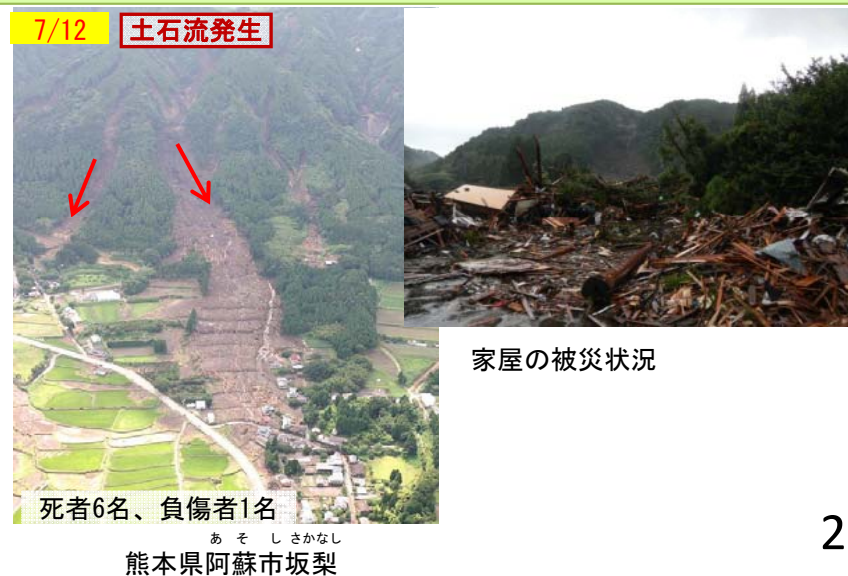 7/12 土石流発生
家屋の被災状況
死者6名、負傷者1名
あ そ し さかなし
熊本県阿蘇市坂梨
2